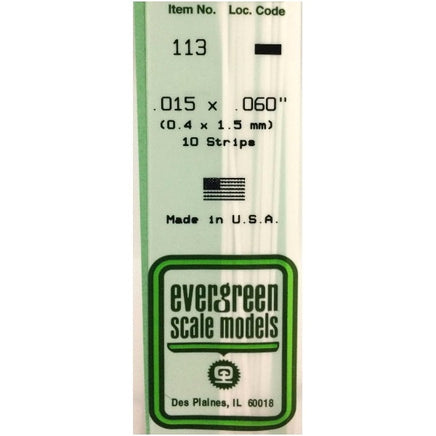 Item No. Loc. Code
113
.015 x .060"
(0.4 x 1.5 mm)
10 Strips
Made in U.S.A.
evergreen
scale models
Des Plaines, IL 60018